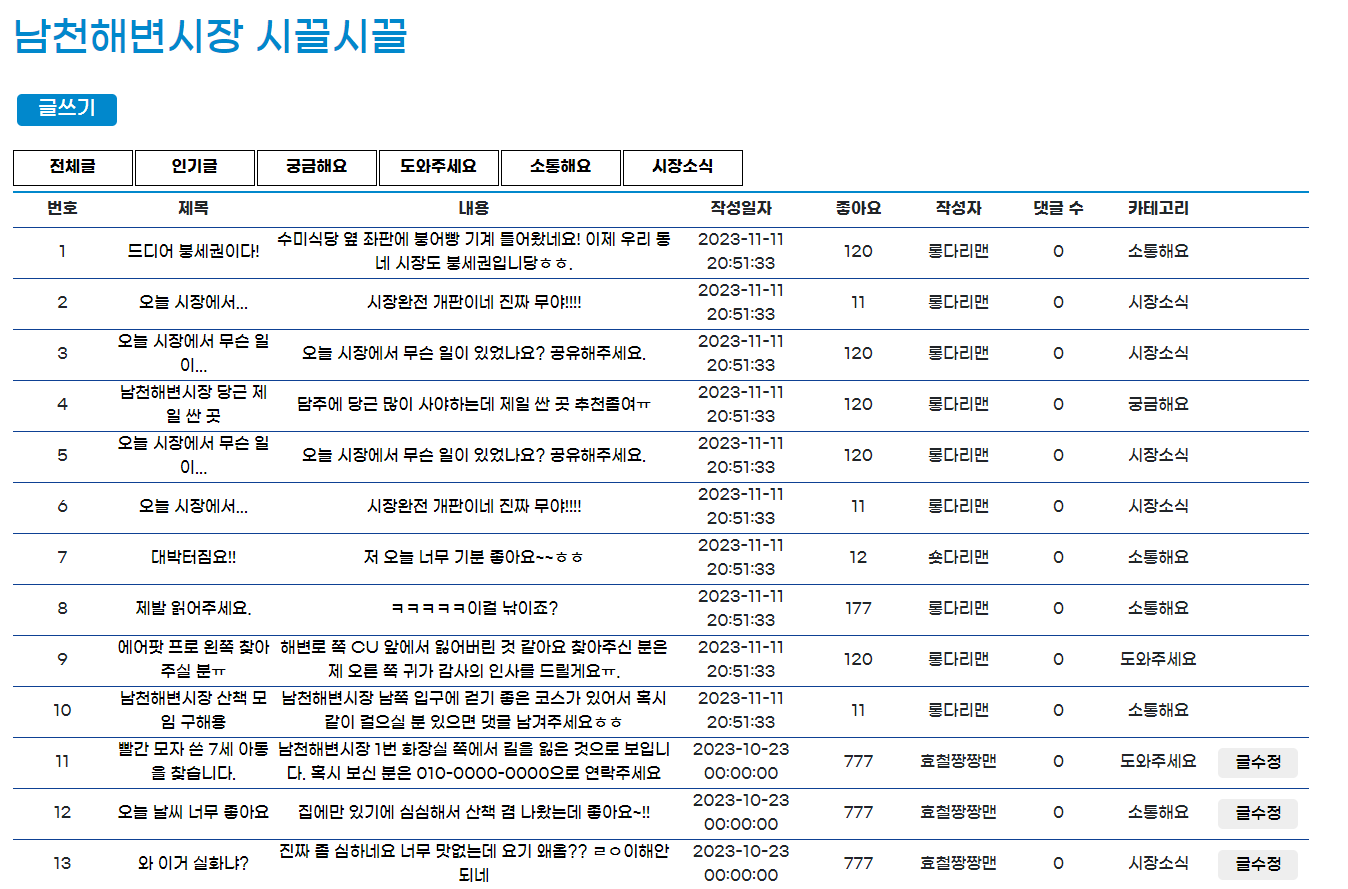 남천해변시장 시끌시끌
글쓰기
전체글 인기글 궁금해요 도와주세요 소통해요 시장소식
번호 제목 내용 작성일자 좋아요 작성자 댓글 수 카테고리
1 드디어 붕세권이다! 수미식당 옆 좌판에 붕어빵 기계 들어왔네요! 이제 우리 동 2023-11-11 120 롱다리맨 0 소통해요
네 시장도 붕세권입니당ㅎㅎ. 20:51:33
2 오늘 시장에서... 시장완전 개판이네 진짜 무야!!!! 2023-11-11 11 롱다리맨 0 시장소식
20:51:33
3 오늘 시장에서 무슨 일 오늘 시장에서 무슨 일이 있었나요? 공유해주세요. 2023-11-11 120 롱다리맨 0 시장소식
이... 20:51:33
4 남천해변시장 당근 제 담주에 당근 많이 사야하는데 제일 싼 곳 추천좀여ㅠ 2023-11-11 120 롱다리맨 0 궁금해요
일 싼 곳 20:51:33
5 오늘 시장에서 무슨 일 오늘 시장에서 무슨 일이 있었나요? 공유해주세요. 2023-11-11 120 롱다리맨 0 시장소식
이... 20:51:33
6 오늘 시장에서... 시장완전 개판이네 진짜 무야!!!! 2023-11-11 11 롱다리맨 0 시장소식
20:51:33
7 대박터짐요!! 저 오늘 너무 기분 좋아요~~ㅎㅎ 2023-11-11 12 숏다리맨 0 소통해요
20:51:33
8 제발 읽어주세요. ㅋㅋㅋㅋㅋ이걸 낚이죠? 2023-11-11 177 롱다리맨 0 소통해요
20:51:33
9 에어팟 프로 왼쪽 찾아 해변로 쪽 CU 앞에서 잃어버린 것 같아요 찾아주신 분은 2023-11-11 120 롱다리맨 0 도와주세요
주실 분ㅠ 제 오른 쪽 귀가 감사의 인사를 드릴게요ㅠ. 20:51:33
10 남천해변시장 산책 모 남천해변시장 남쪽 입구에 걷기 좋은 코스가 있어서 혹시 2023-11-11 11 롱다리맨 0 소통해요
임 구해용 같이 걸으실 분 있으면 댓글 남겨주세요ㅎㅎ 20:51:33
11 빨간 모자 쓴 7세 아동 남천해변시장 1번 화장실 쪽에서 길을 잃은 것으로 보입니 2023-10-23 777 효철짱짱맨 0 도와주세요 글수정
을 찾습니다. 다. 혹시 보신 분은 010-0000-0000으로 연락주세요 00:00:00
12 오늘 날씨 너무 좋아요 집에만 있기에 심심해서 산책 겸 나왔는데 좋아요~!! 2023-10-23 777 효철짱짱맨 0 소통해요 글수정
00:00:00
13 와 이거 실화냐? 진짜 좀 심하네요 너무 맛없는데 요기 왜옴?? ㄹㅇ이해안 2023-10-23 777 효철짱짱맨 0 시장소식 글수정
되네 00:00:00